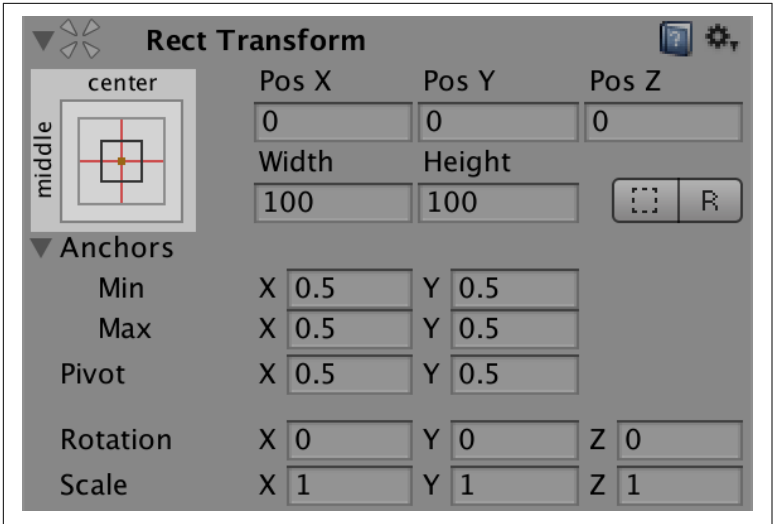 Rect Transform
center
middle
Pos X Pos Y Pos Z
0 0 0
Width Height
100 100
R
Anchors
Min X 0.5 Y 0.5
Max X 0.5 Y 0.5
Pivot X 0.5 Y 0.5
Rotation X 0 Y 0 Z 0
Scale X 1 Y 1 Z 1